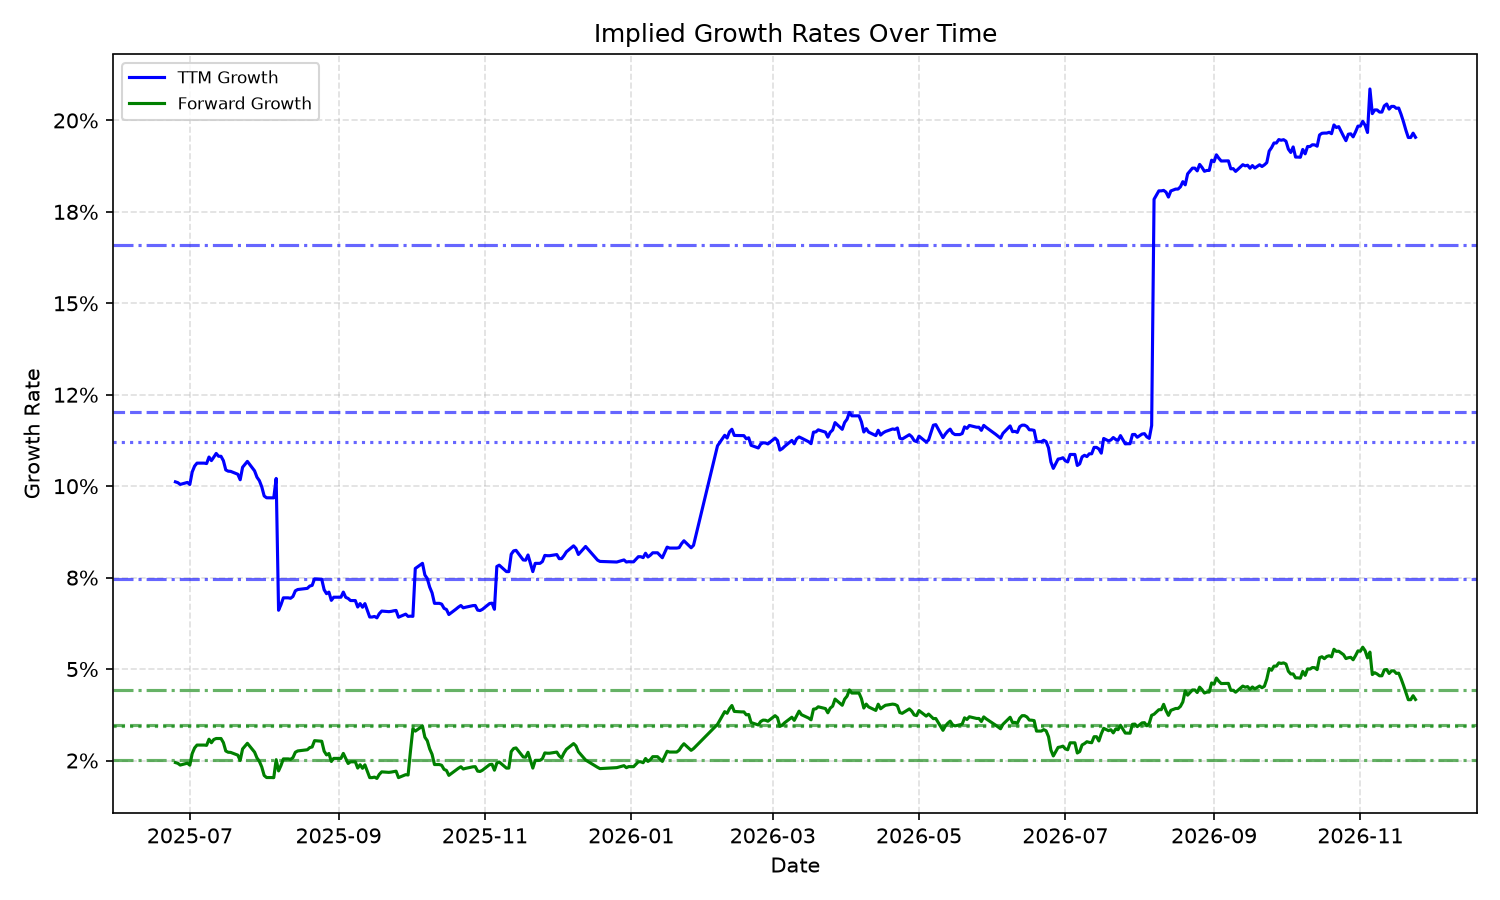 Implied Growth Rates Over Time
TTM Growth
Forward Growth
Growth Rate
20%
18%
15%
12%
10%
8%
5%
2%
2025-07 2025-09 2025-11 2026-01 2026-03 2026-05 2026-07 2026-09 2026-11
Date